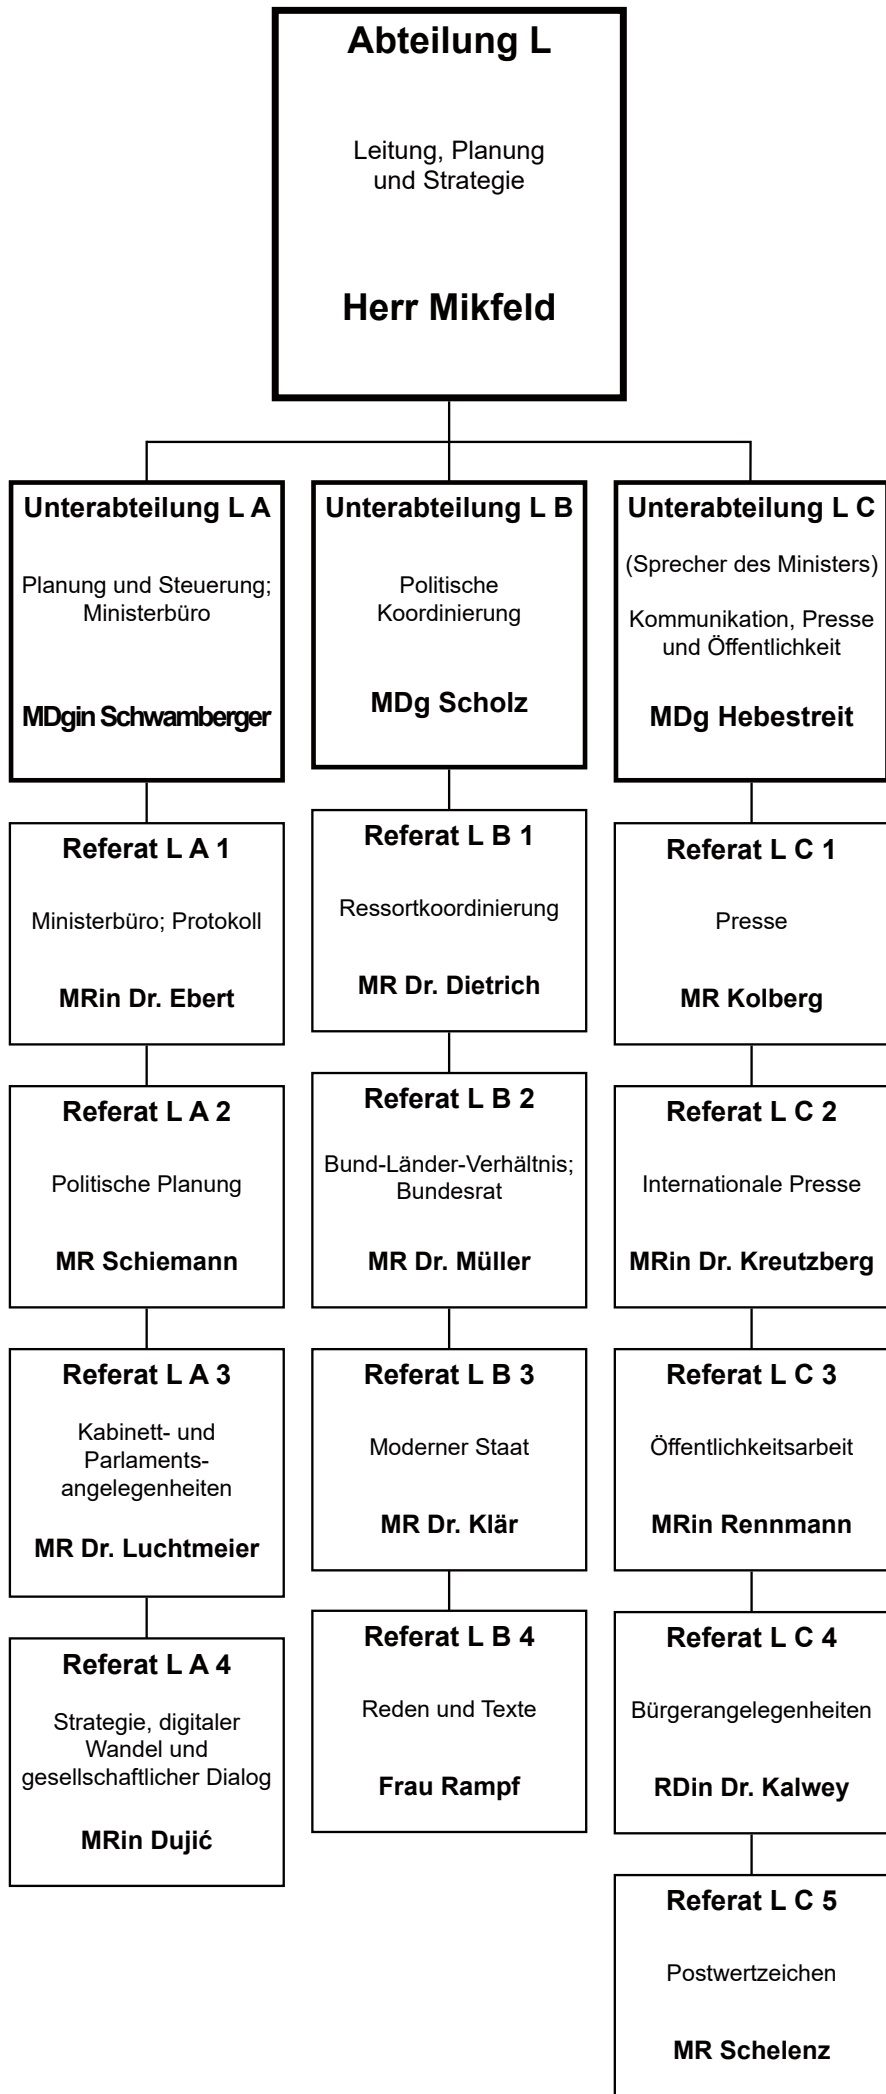 Abteilung L
Leitung, Planung
und Strategie
Herr Mikfeld
Unterabteilung L A
Planung und Steuerung;
Ministerbüro
MDgin Schwamberger
Referat L A 1
Ministerbüro; Protokoll
MRin Dr. Ebert
Referat L A 2
Politische Planung
MR Schiemann
Referat L A 3
Kabinett- und
Parlaments-
angelegenheiten
MR Dr. Luchtmeier
Referat L A 4
Strategie, digitaler
Wandel und
gesellschaftlicher Dialog
MRin Dujić
Unterabteilung L B
Politische
Koordinierung
MDg Scholz
Referat L B 1
Ressortkoordinierung
MR Dr. Dietrich
Referat L B 2
Bund-Länder-Verhältnis;
Bundesrat
MR Dr. Müller
Referat L B 3
Moderner Staat
MR Dr. Klär
Referat L B 4
Reden und Texte
Frau Rampf
Unterabteilung L C
(Sprecher des Ministers)
Kommunikation, Presse
und Öffentlichkeit
MDg Hebestreit
Referat L C 1
Presse
MR Kolberg
Referat L C 2
Internationale Presse
MRin Dr. Kreutzberg
Referat L C 3
Öffentlichkeitsarbeit
MRin Rennmann
Referat L C 4
Bürgerangelegenheiten
RDin Dr. Kalwey
Referat L C 5
Postwertzeichen
MR Schelenz